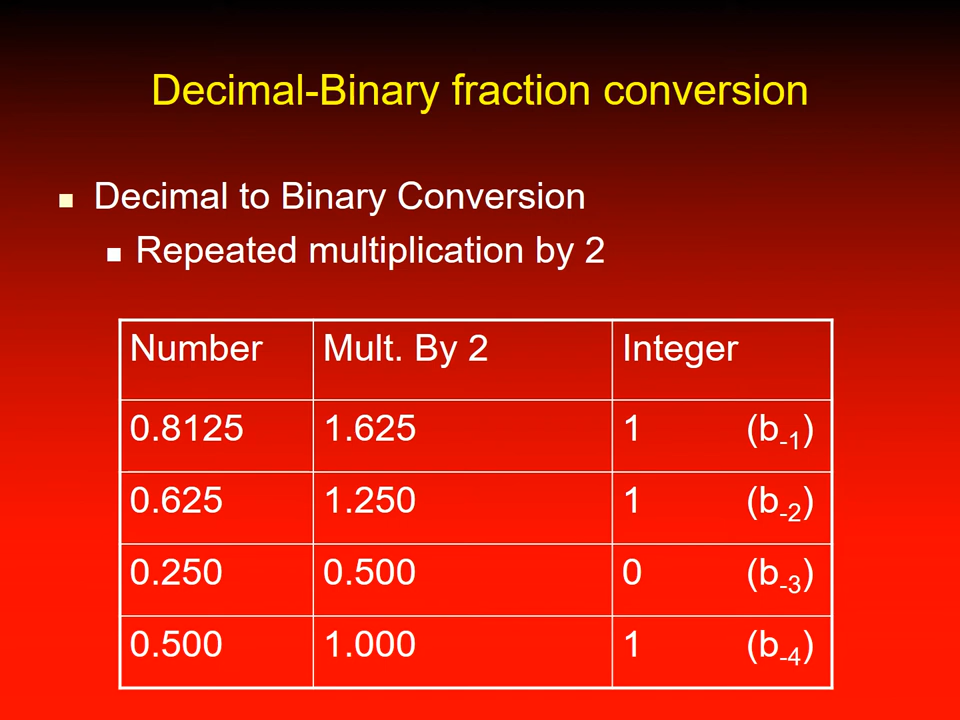 Decimal-Binary fraction conversion
Decimal to Binary Conversion
Repeated multiplication by 2
Number Mult. By 2 Integer
0.8125 1.625 1 (b-1)
0.625 1.250 1 (b-2)
0.250 0.500 0 (b-3)
0.500 1.000 1 (b-4)